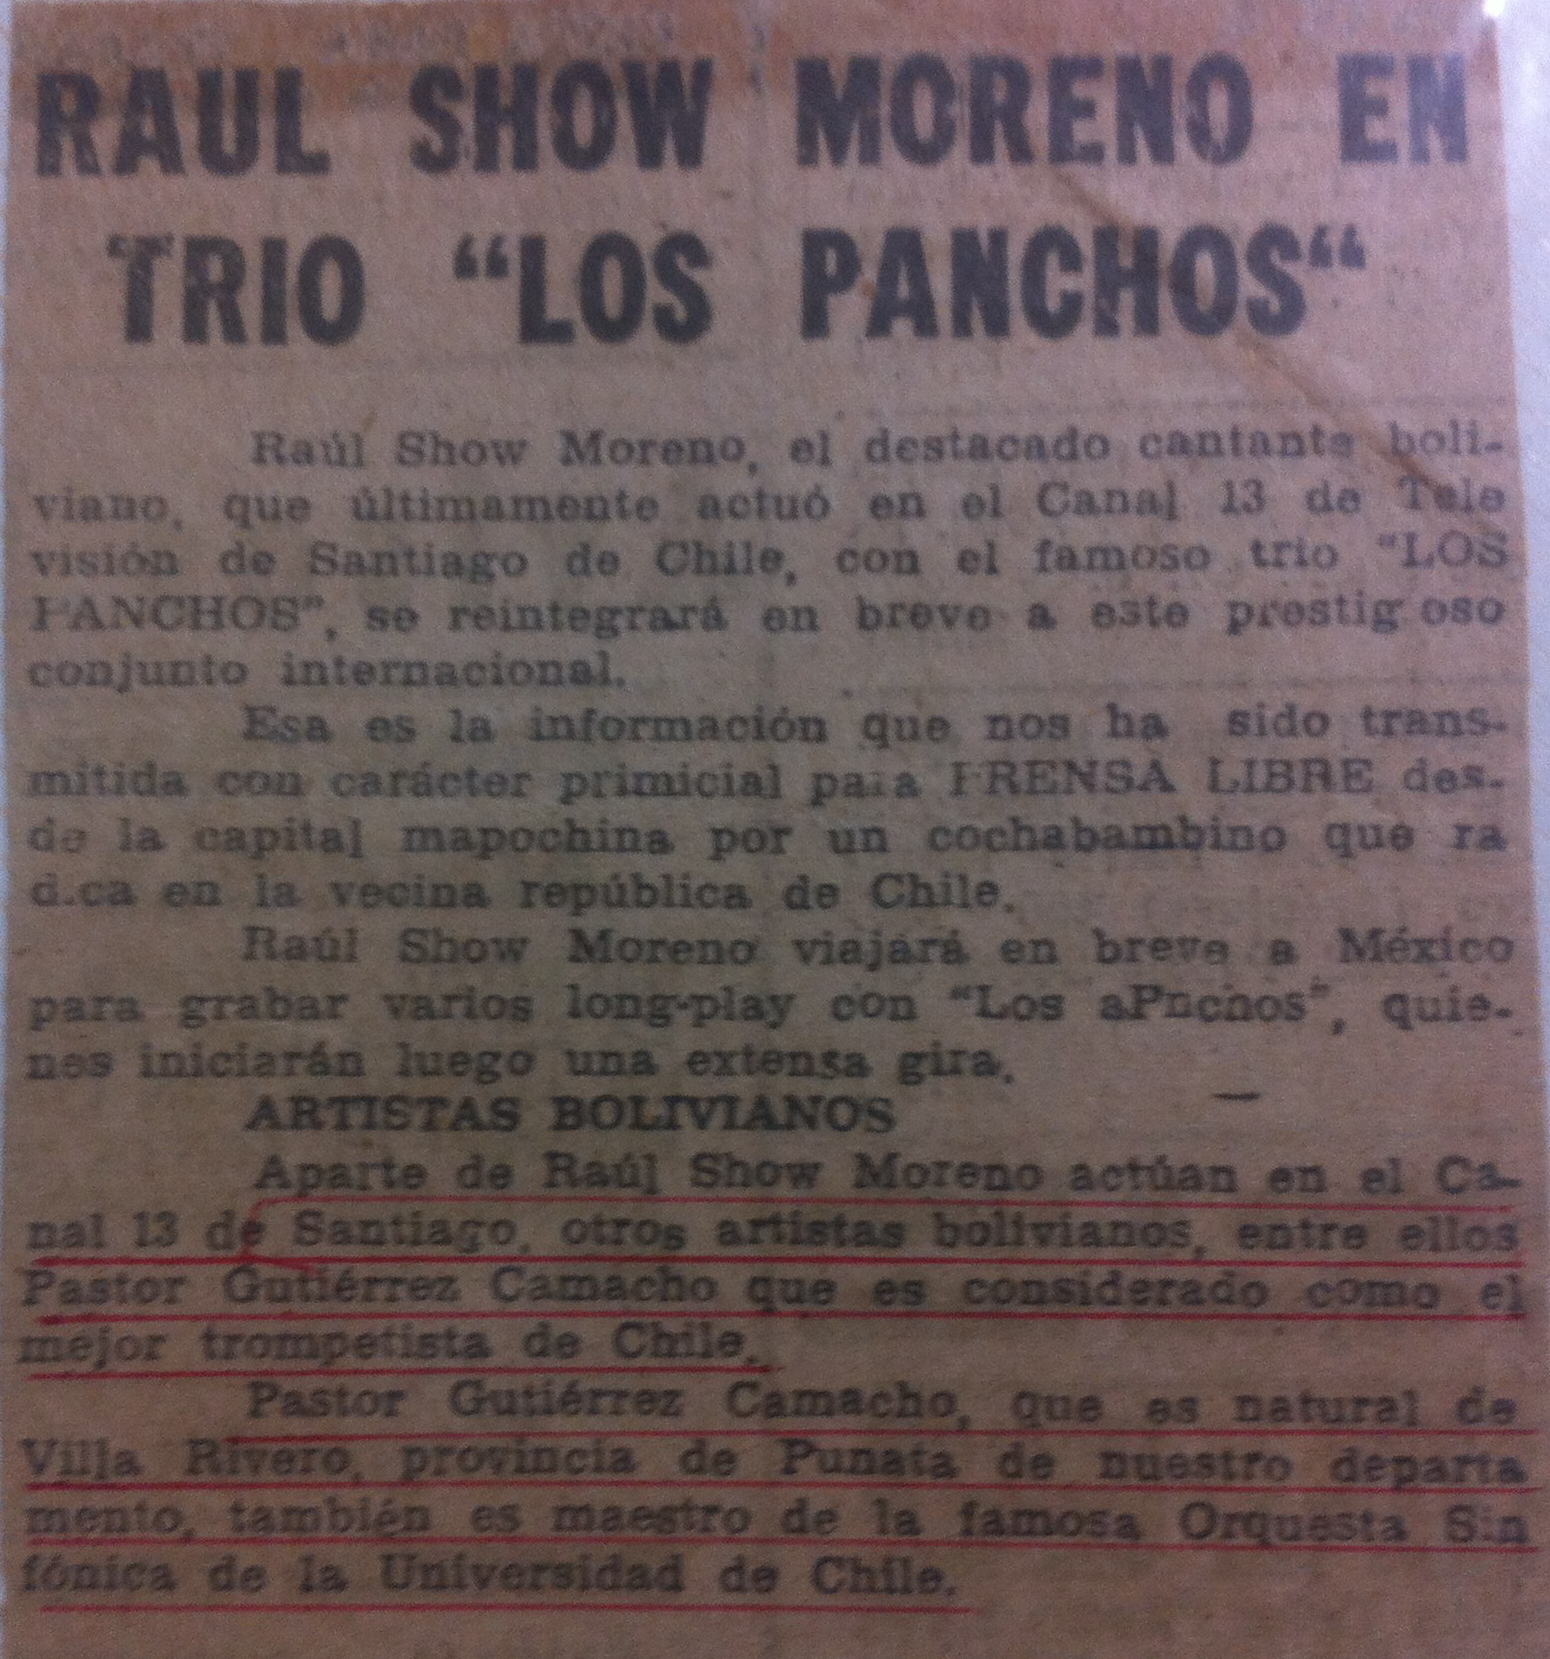 RAUL SHOW MORENO EN
TRIO “LOS PANCHOS“
Raúl Show Moreno, el destacado cantante boli-
viano, que últimamente actuó en el Canal 13 de Tele
visión de Santiago de Chile, con el famoso trio “LOS
PANCHOS”, se reintegrará en breve a este prestig oso
conjunto internacional.
Esa es la información que nos ha sido trans-
mitida con carácter primicial para PRENSA LIBRE des-
de la capital mapochina por un cochabambino que ra
d.ca en la vecina república de Chile.
Raúl Show Moreno viajará en breve a México
para grabar varios long-play con “Los aPnchos”, quie-
nes iniciarán luego una extensa gira.
ARTISTAS BOLIVIANOS —
Aparte de Raúl Show Moreno actúan en el Ca-
nal 13 de Santiago, otros artistas bolivianos, entre ellos
Pastor Gutiérrez Camacho que es considerado como el
mejor trompetista de Chile.
Pastor Gutiérrez Camacho, que es natural de
Villa Rivero, provincia de Punata de nuestro departa
mento, también es maestro de la famosa Orquesta Sin
fónica de la Universidad de Chile.